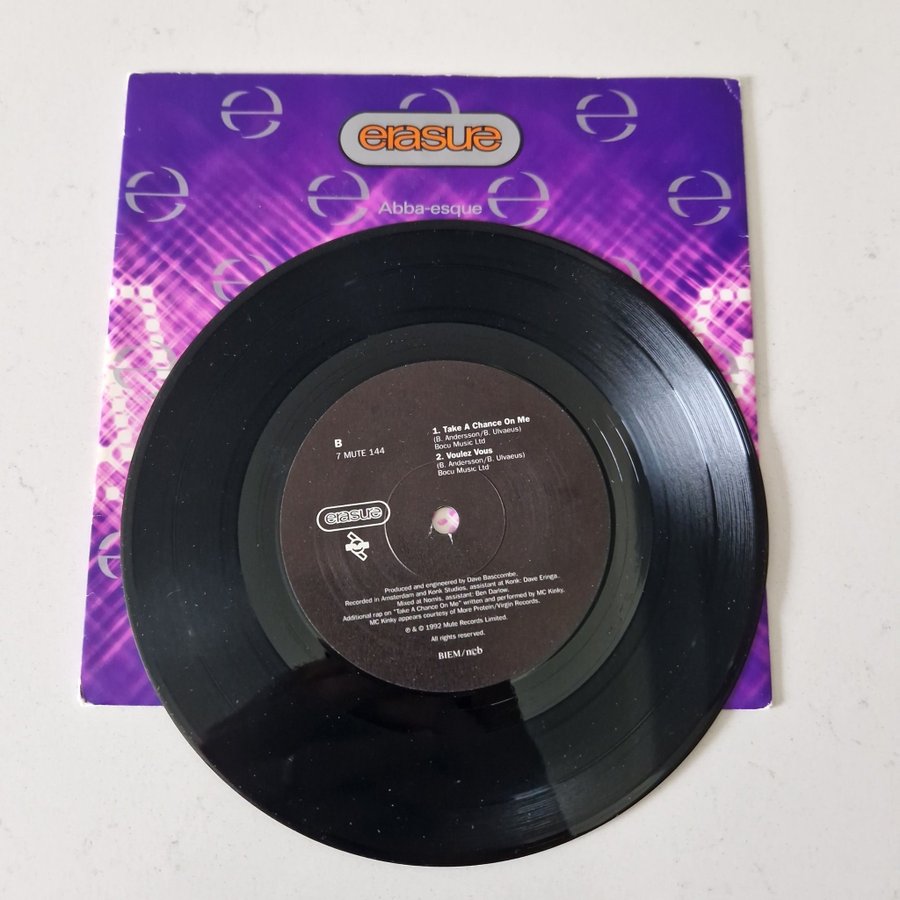 erasure
Abba-esque
B
7 MUTE 144
1. Take A Chance On Me
(B. Andersson/B. Ulvaeus)
Bocu Music Ltd
2. Voulez Vous
(B. Andersson/B. Ulvaeus)
Bocu Music Ltd
erasure
Produced and engineered by Dave Basccombe.
Recorded in Amsterdam and Konk Studios, assistant at Konk: Dave Eringa.
Mixed at Nomis, assistant: Ben Darlow.
Additional rap on "Take A Chance On Me" written and performed by MC Kinky.
MC Kinky appears courtesy of More Protein/Virgin Records.
℗ & © 1992 Mute Records Limited.
All rights reserved.
BIEM/ncb